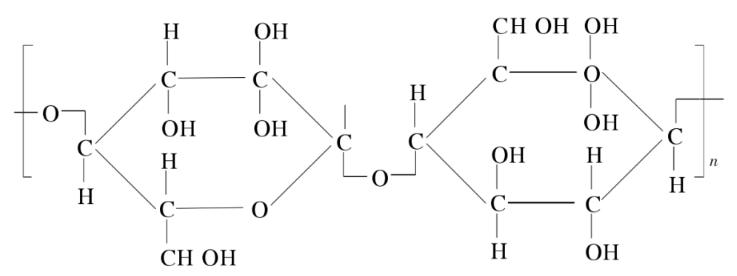 CH OH OH
H OH
C C C O
H
O OH OH OH
C H C C OH H C
O n
H H
C O C C
CH OH H OH